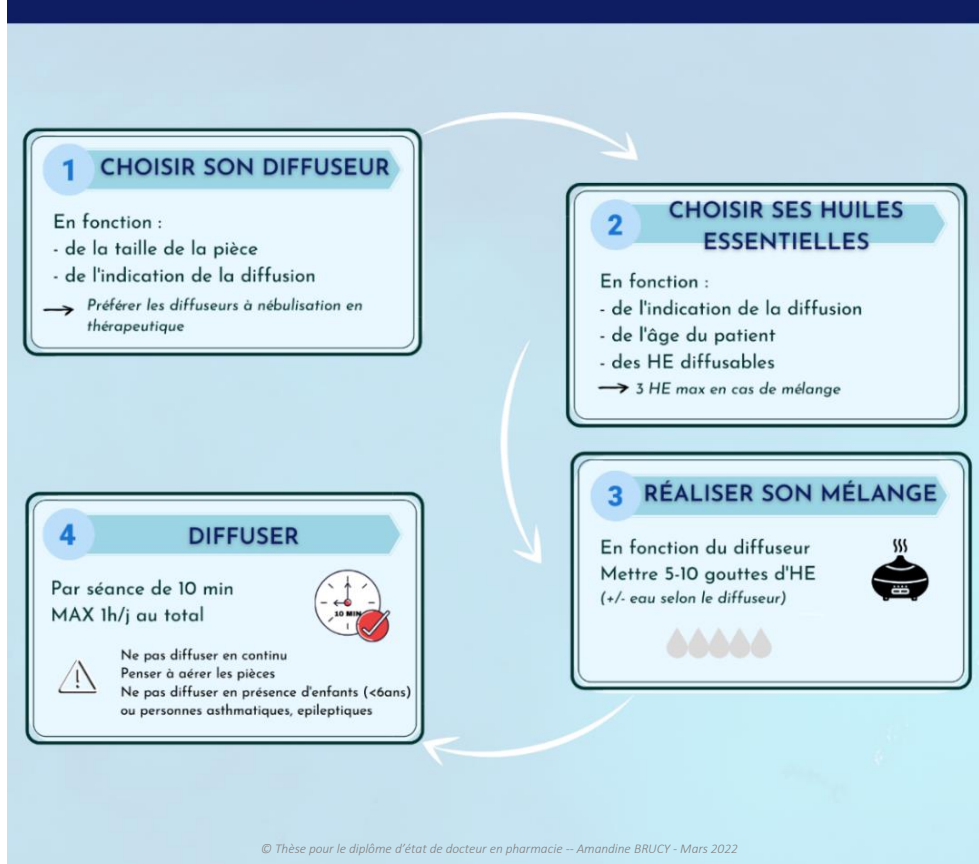 1 CHOISIR SON DIFFUSEUR
En fonction :
- de la taille de la pièce
- de l'indication de la diffusion
Préférer les diffuseurs à nébulisation en
thérapeutique
2 CHOISIR SES HUILES
ESSENTIELLES
En fonction :
- de l'indication de la diffusion
- de l'âge du patient
- des HE diffusables
3 HE max en cas de mélange
3 RÉALISER SON MÉLANGE
En fonction du diffuseur
Mettre 5-10 gouttes d'HE
(+/- eau selon le diffuseur)
4 DIFFUSER
Par séance de 10 min
MAX 1h/j au total
10 MIN
Ne pas diffuser en continu
Penser à aérer les pièces
Ne pas diffuser en présence d'enfants (<6ans)
ou personnes asthmatiques, epileptiques
© Thèse pour le diplôme d'état de docteur en pharmacie -- Amandine BRUCY - Mars 2022